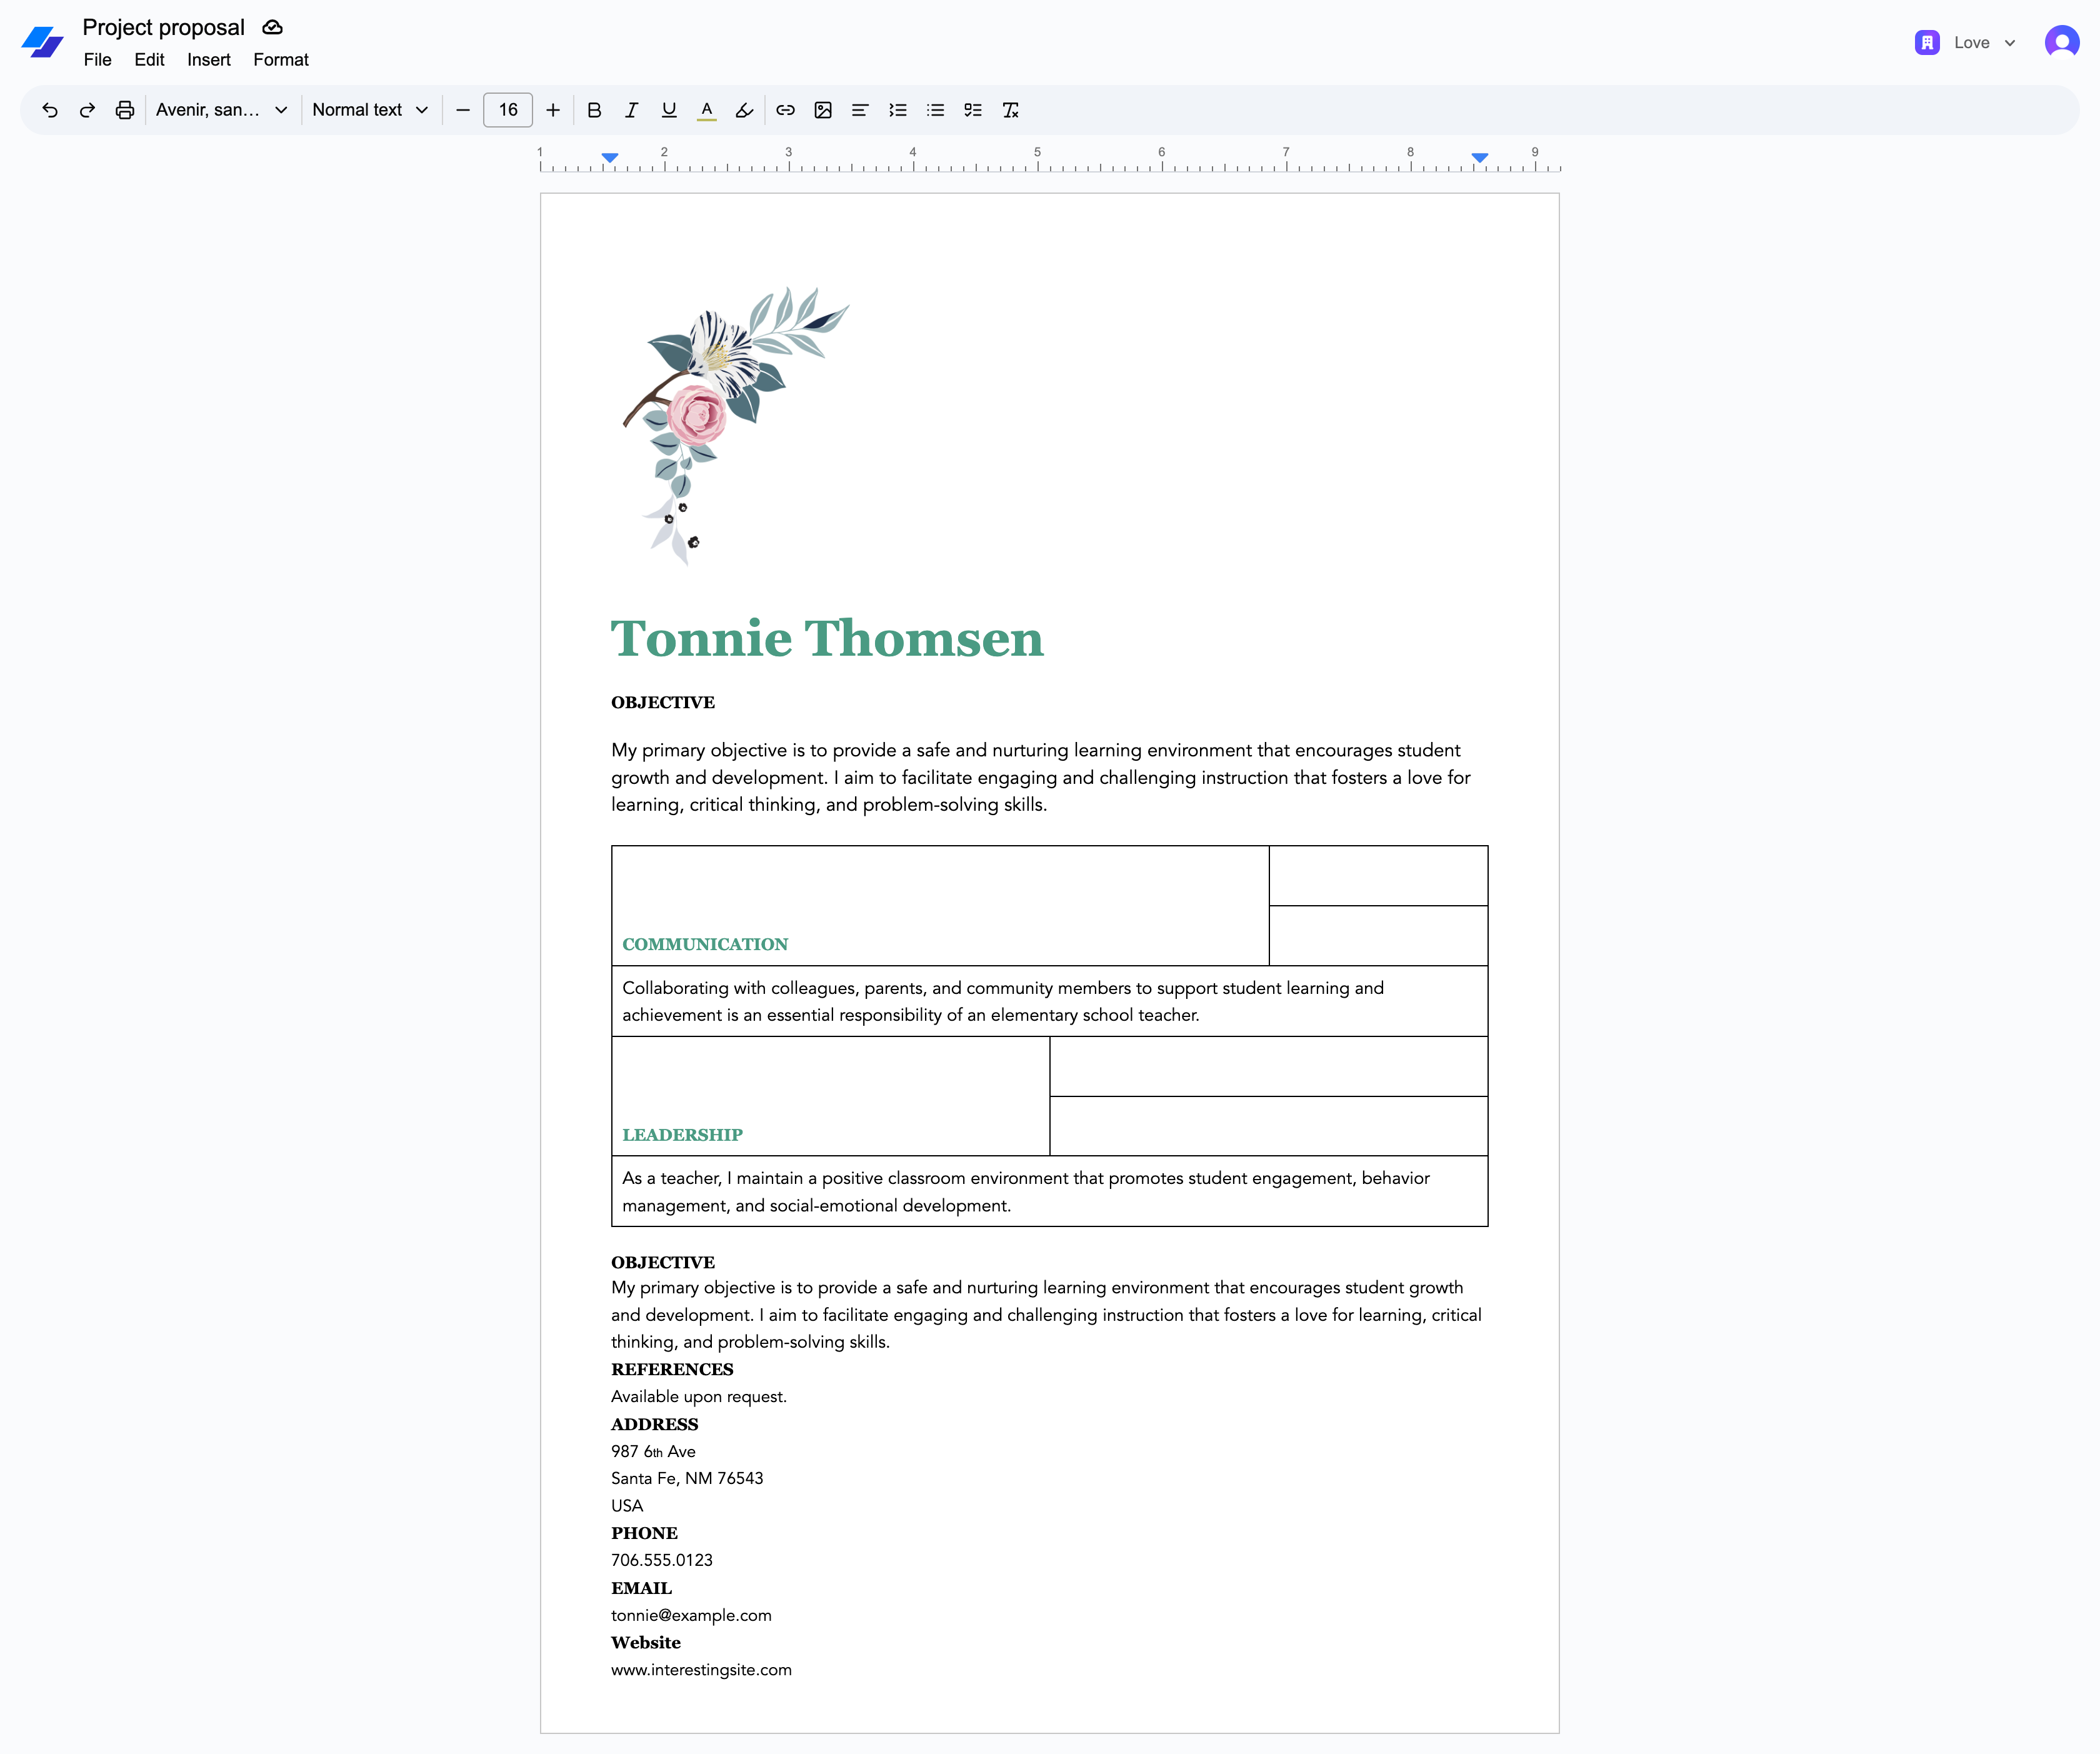 Project proposal
File Edit Insert Format
Love
Avenir, san... Normal text 16 B I U A
1 2 3 4 5 6 7 8 9
Tonnie Thomsen
OBJECTIVE
My primary objective is to provide a safe and nurturing learning environment that encourages student
growth and development. I aim to facilitate engaging and challenging instruction that fosters a love for
learning, critical thinking, and problem-solving skills.
COMMUNICATION
Collaborating with colleagues, parents, and community members to support student learning and
achievement is an essential responsibility of an elementary school teacher.
LEADERSHIP
As a teacher, I maintain a positive classroom environment that promotes student engagement, behavior
management, and social-emotional development.
OBJECTIVE
My primary objective is to provide a safe and nurturing learning environment that encourages student growth
and development. I aim to facilitate engaging and challenging instruction that fosters a love for learning, critical
thinking, and problem-solving skills.
REFERENCES
Available upon request.
ADDRESS
987 6th Ave
Santa Fe, NM 76543
USA
PHONE
706.555.0123
EMAIL
tonnie@example.com
Website
www.interestingsite.com